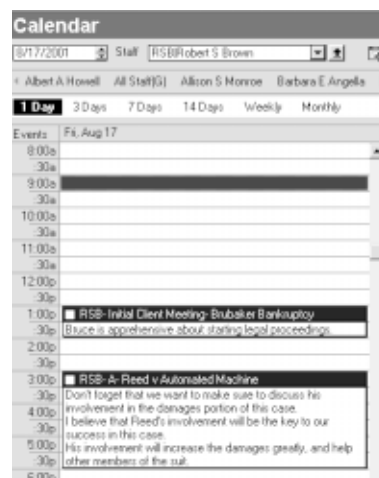 Calendar
8/17/2001 Staff RSB|Robert S Brown
Albert A Howell All Staff(G) Allison S Monroe Barbara E Angella
1 Day 3 Days 7 Days 14 Days Weekly Monthly
Events Fri, Aug 17
8:00a
:30a
9:00a
:30a
10:00a
:30a
11:00a
:30a
12:00p
:30p
1:00p RSB- Initial Client Meeting- Brubaker Bankruptcy
:30p Bruce is apprehensive about starting legal proceedings.
2:00p
:30p
3:00p RSB- A- Reed v Automated Machine
:30p Don't forget that we want to make sure to discuss his
4:00p involvement in the damages portion of this case.
:30p I believe that Reed's involvement will be the key to our
success in this case.
5:00p His involvement will increase the damages greatly, and help
:30p other members of the suit.
6:00p